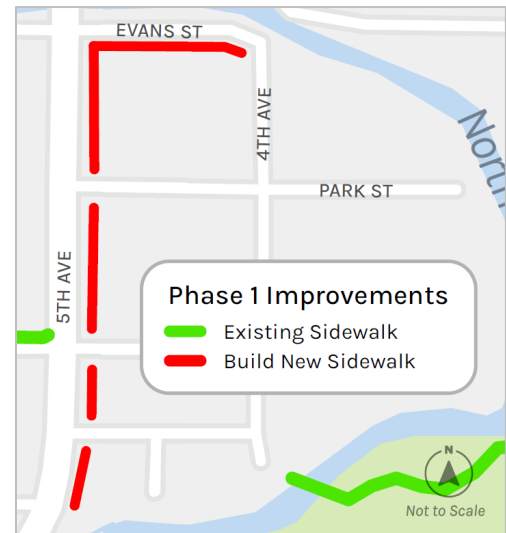 EVANS ST
4TH AVE
PARK ST
5TH AVE
Phase 1 Improvements
Existing Sidewalk
Build New Sidewalk
N
Not to Scale